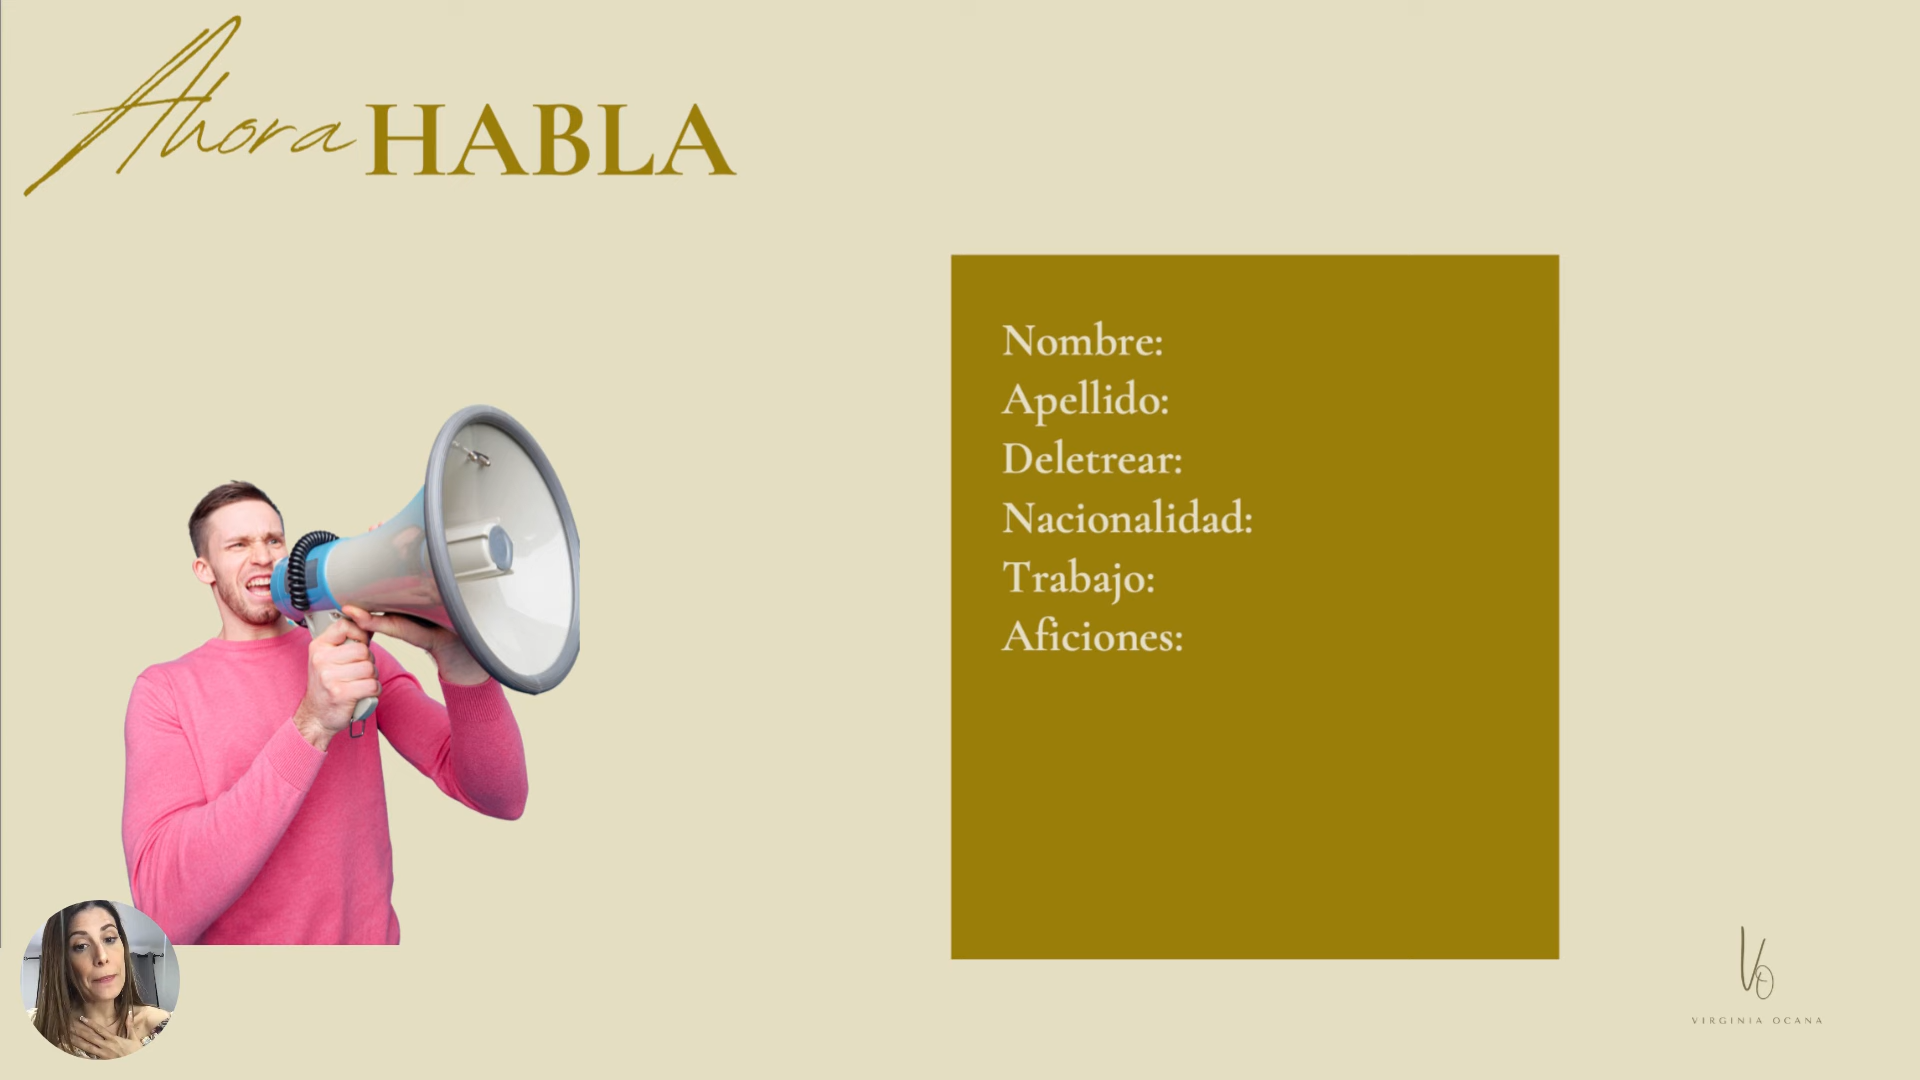 Ahora HABLA
Nombre:
Apellido:
Deletrear:
Nacionalidad:
Trabajo:
Aficiones:
VO
VIRGINIA OCANA